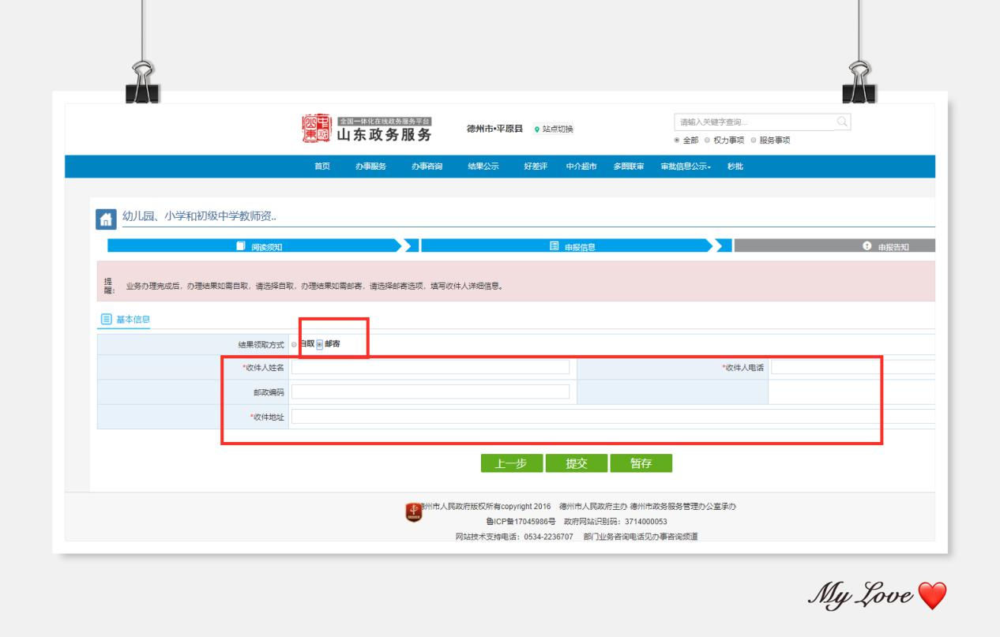 全国一体化在线政务服务平台
山东政务服务
德州市•平原县 站点切换
请输入关键字查询...
全部 权力事项 服务事项
首页 办事服务 办事咨询 结果公示 好差评 中介超市 多图联审 审批信息公示 秒批
幼儿园、小学和初级中学教师资..
阅读须知 申报信息 申报告知
提醒： 业务办理完成后，办理结果如需自取，请选择自取，办理结果如需邮寄，请选择邮寄选项，填写收件人详细信息。
基本信息
结果领取方式 自取 邮寄
*收件人姓名 *收件人电话
邮政编码
*收件地址
上一步 提交 暂存
德州市人民政府版权所有copyright 2016 德州市人民政府主办 德州市政务服务管理办公室承办
鲁ICP备17045986号 政府网站识别码：3714000053
网站技术支持电话：0534-2236707 部门业务咨询电话见办事咨询频道
My Love